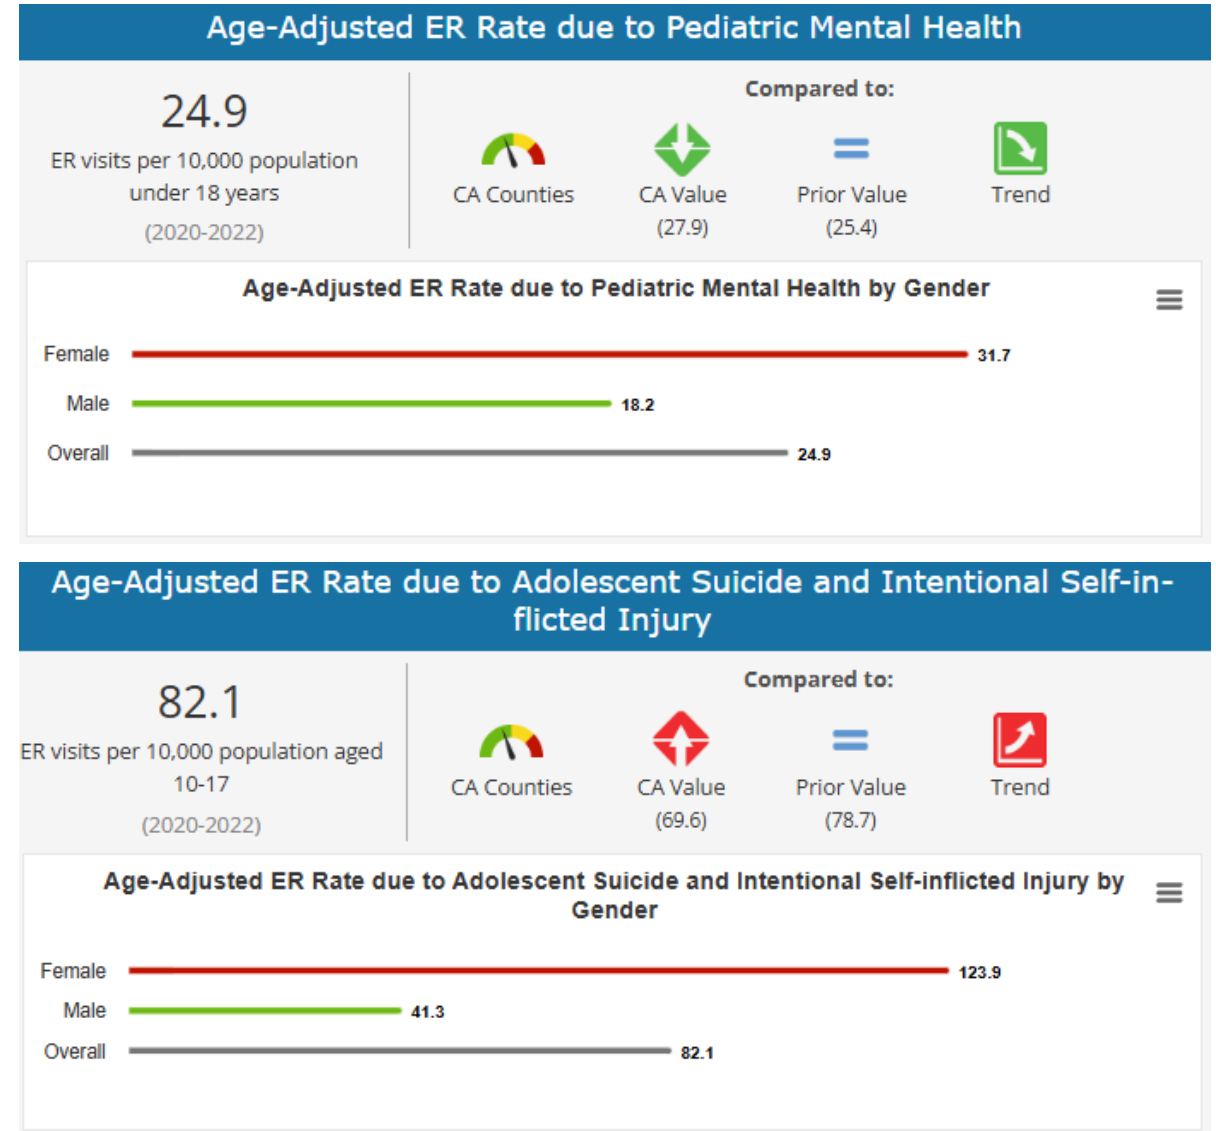 Age-Adjusted ER Rate due to Pediatric Mental Health
24.9
ER visits per 10,000 population
under 18 years
(2020-2022)
Compared to:
CA Counties
CA Value
(27.9)
Prior Value
(25.4)
Trend
Age-Adjusted ER Rate due to Pediatric Mental Health by Gender
Female 31.7
Male 18.2
Overall 24.9
Age-Adjusted ER Rate due to Adolescent Suicide and Intentional Self-in-
flicted Injury
82.1
ER visits per 10,000 population aged
10-17
(2020-2022)
Compared to:
CA Counties
CA Value
(69.6)
Prior Value
(78.7)
Trend
Age-Adjusted ER Rate due to Adolescent Suicide and Intentional Self-inflicted Injury by
Gender
Female 123.9
Male 41.3
Overall 82.1